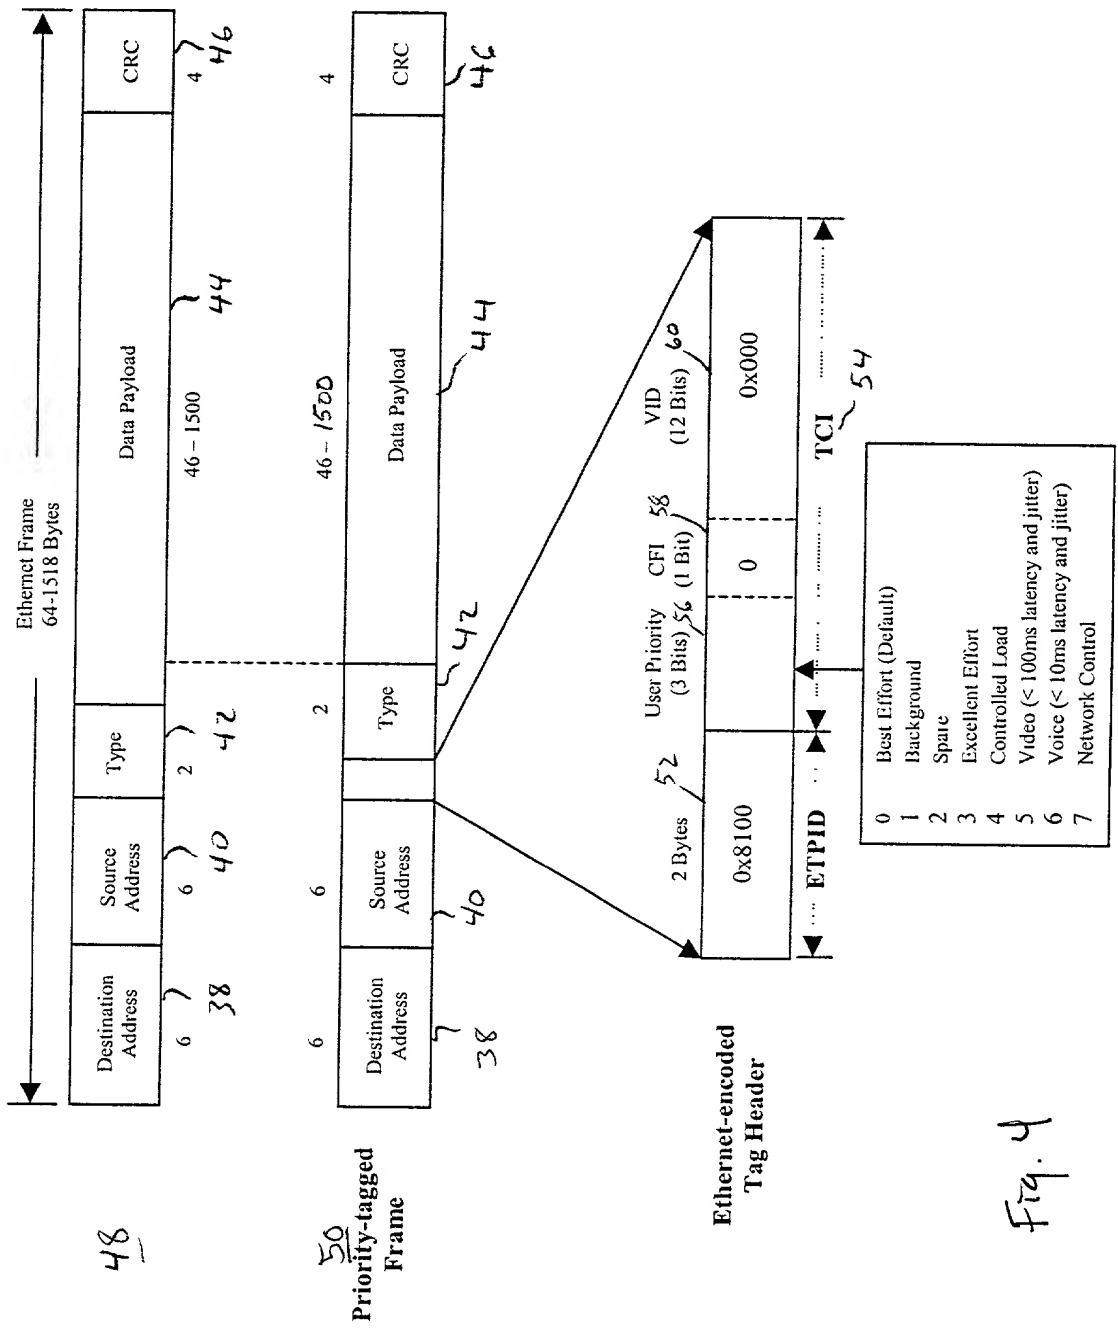 Ethernet Frame
64-1518 Bytes
48
Destination
Address
Source
Address
Type
Data Payload
CRC
6
6
2
46 – 1500
4
38
40
42
44
46
50
Priority-tagged
Frame
6
6
2
46 – 1500
4
Destination
Address
Source
Address
Type
Data Payload
CRC
38
40
42
44
46
Ethernet-encoded
Tag Header
2 Bytes
52
User Priority
(3 Bits)
56
CFI
(1 Bit)
58
VID
(12 Bits)
60
0x8100
0
0x000
ETPID
TCI
54
0 Best Effort (Default)
1 Background
2 Spare
3 Excellent Effort
4 Controlled Load
5 Video (< 100ms latency and jitter)
6 Voice (< 10ms latency and jitter)
7 Network Control
Fig. 4